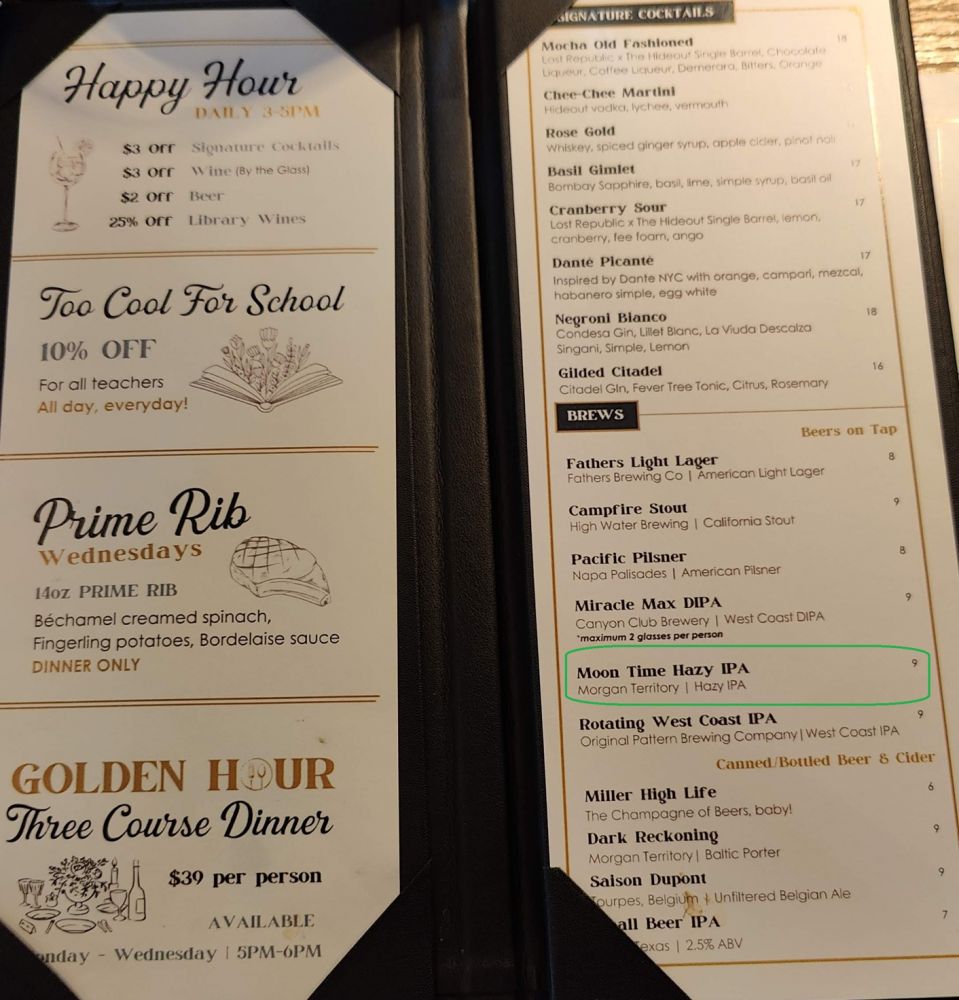 Happy Hour
DAILY 3-5PM
$3 Off Signature Cocktails
$3 Off Wine (By the Glass)
$2 Off Beer
25% Off Library Wines
Too Cool For School
10% OFF
For all teachers
All day, everyday!
Prime Rib
Wednesdays
14oz PRIME RIB
Béchamel creamed spinach,
Fingerling potatoes, Bordelaise sauce
DINNER ONLY
GOLDEN HOUR
Three Course Dinner
$39 per person
AVAILABLE
- Wednesday | 5PM-6PM
SIGNATURE COCKTAILS
Mocha Old Fashioned 18
Lost Republic x The Hideout Single Barrel, Chocolate
Liqueur, Coffee Liqueur, Demerara, Bitters, Orange
Chee-Chee Martini
Hideout vodka, lychee, vermouth
Rose Gold
Whiskey, spiced ginger syrup, apple cider, pinot noir
Basil Gimlet 17
Bombay Sapphire, basil, lime, simple syrup, basil oil
Cranberry Sour 17
Lost Republic x The Hideout Single Barrel, lemon,
cranberry, fee foam, ango
Dante Picante 17
Inspired by Dante NYC with orange, campari, mezcal,
habanero simple, egg white
Negroni Bianco 18
Condesa Gin, Lillet Blanc, La Viuda Descalza
Singani, Simple, Lemon
Gilded Citadel 16
Citadel GIn, Fever Tree Tonic, Citrus, Rosemary
BREWS
Beers on Tap
Fathers Light Lager 8
Fathers Brewing Co | American Light Lager
Campfire Stout 9
High Water Brewing | California Stout
Pacific Pilsner 8
Napa Palisades | American Pilsner
Miracle Max DIPA 9
Canyon Club Brewery | West Coast DIPA
*maximum 2 glasses per person
Moon Time Hazy IPA 9
Morgan Territory | Hazy IPA
Rotating West Coast IPA 9
Original Pattern Brewing Company | West Coast IPA
Canned/Bottled Beer & Cider
Miller High Life 6
The Champagne of Beers, baby!
Dark Reckoning 9
Morgan Territory | Baltic Porter
Saison Dupont 9
Tourpes, Belgium | Unfiltered Belgian Ale
Beer IPA 7
Texas | 2.5% ABV